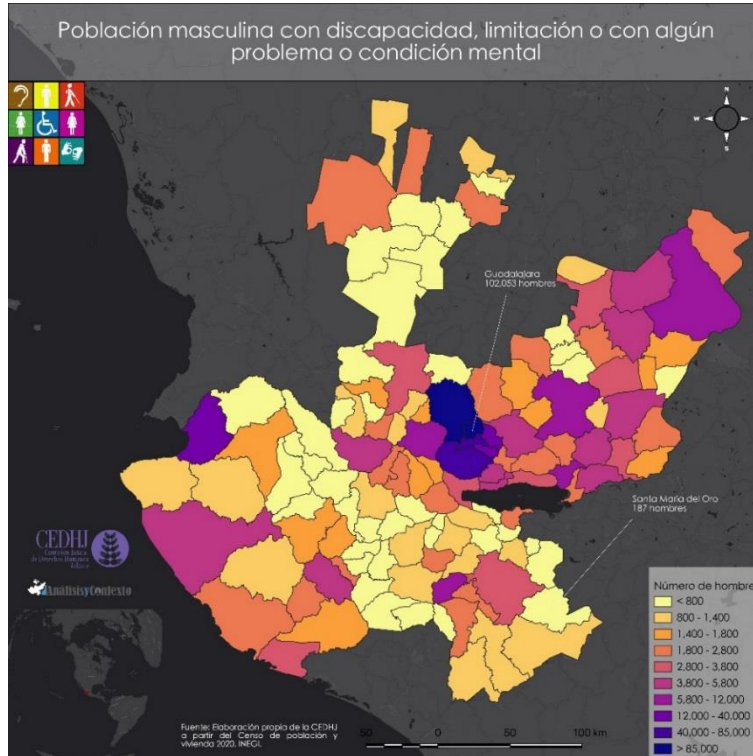 Población masculina con discapacidad, limitación o con algún
problema o condición mental
N
W
E
S
Guadalajara
102,053 hombres
Santa María del Oro
187 hombres
CEDHJ
Comisión Estatal
de Derechos Humanos
Jalisco
AnálisisyContexto
Número de hombre
< 800
800 - 1,400
1,400 - 1,800
1,800 - 2,800
2,800 - 3,800
3,800 - 5,800
5,800 - 12,000
12,000 - 40,000
40,000 - 85,000
> 85,000
Fuente: Elaboración propia de la CEDHJ
a partir del Censo de población y
vivienda 2020, INEGI.
50
0
50
100 km